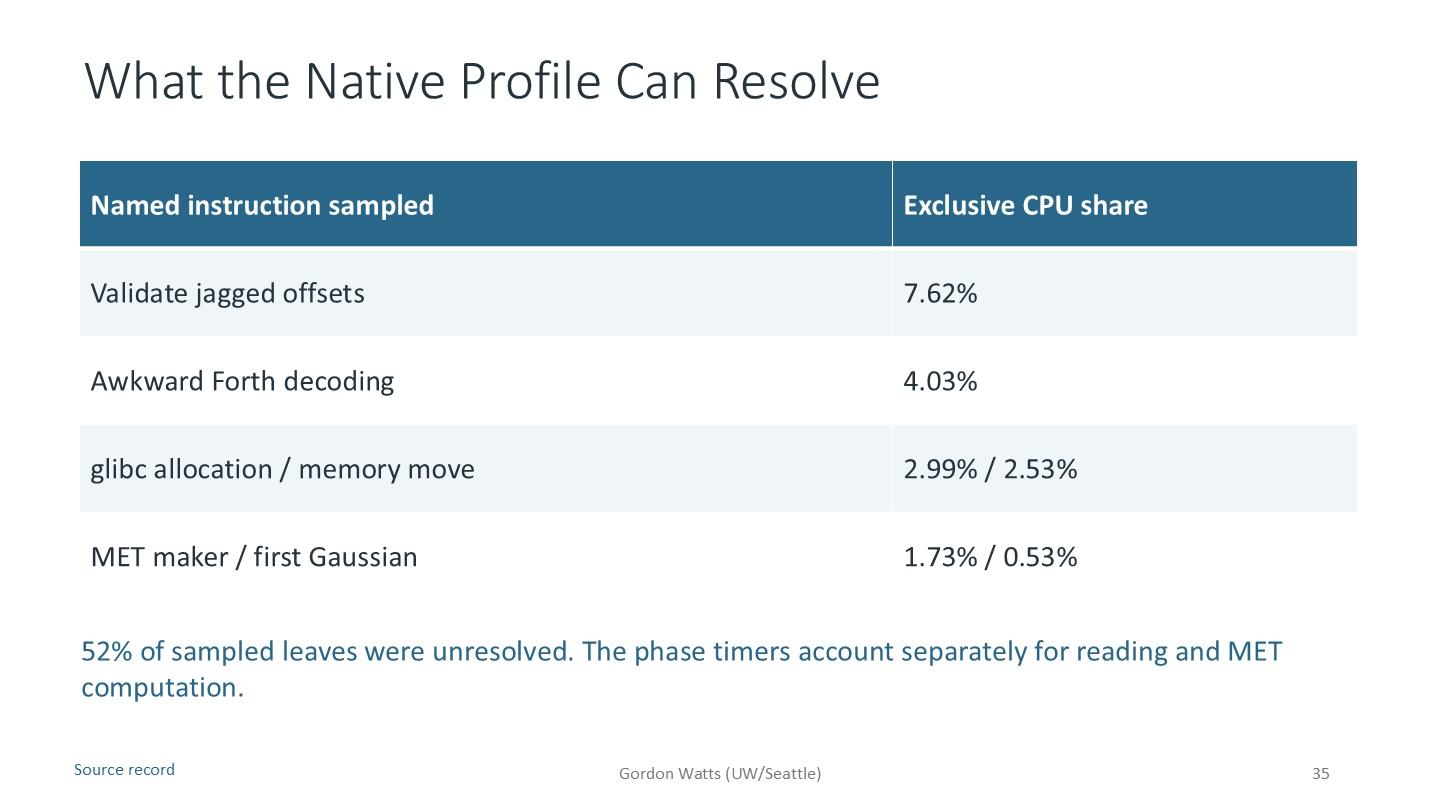 What the Native Profile Can Resolve
Named instruction sampled
Exclusive CPU share
Validate jagged offsets
7.62%
Awkward Forth decoding
4.03%
glibc allocation / memory move
2.99% / 2.53%
MET maker / first Gaussian
1.73% / 0.53%
52% of sampled leaves were unresolved. The phase timers account separately for reading and MET
computation.
Source record
Gordon Watts (UW/Seattle)
35